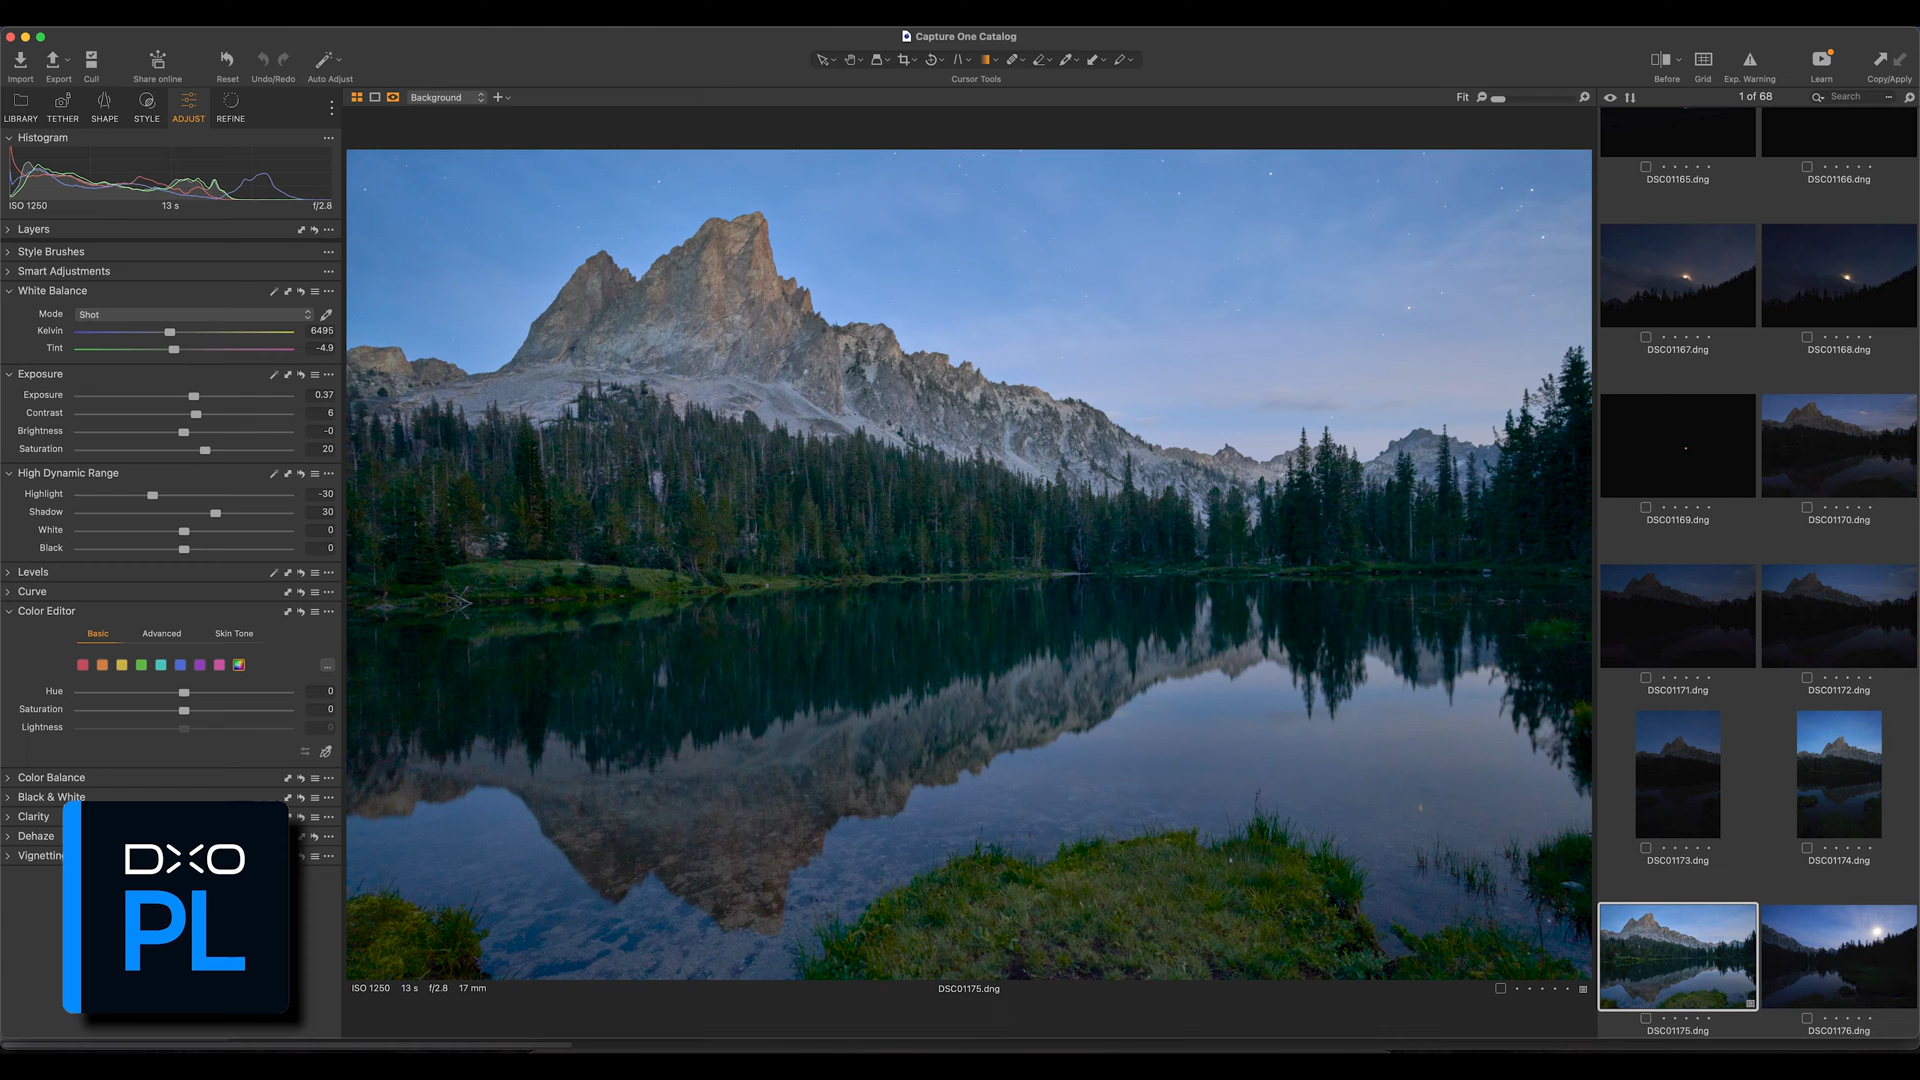 Capture One Catalog
Import
Export
Cull
Share online
Reset
Undo/Redo
Auto Adjust
Cursor Tools
Before
Grid
Exp. Warning
Learn
Copy/Apply
LIBRARY
TETHER
SHAPE
STYLE
ADJUST
REFINE
Background
Fit
1 of 68
Search
Histogram
ISO 1250
13 s
f/2.8
Layers
Style Brushes
Smart Adjustments
White Balance
Mode Shot
Kelvin 6495
Tint -4.9
Exposure
Exposure 0.37
Contrast 6
Brightness -0
Saturation 20
High Dynamic Range
Highlight -30
Shadow 30
White 0
Black 0
Levels
Curve
Color Editor
Basic
Advanced
Skin Tone
Hue 0
Saturation 0
Lightness 0
Color Balance
Black & White
Clarity
Dehaze
Vignetting
DXO
PL
ISO 1250 13 s f/2.8 17 mm
DSC01175.dng
DSC01165.dng
DSC01166.dng
DSC01167.dng
DSC01168.dng
DSC01169.dng
DSC01170.dng
DSC01171.dng
DSC01172.dng
DSC01173.dng
DSC01174.dng
DSC01175.dng
DSC01176.dng